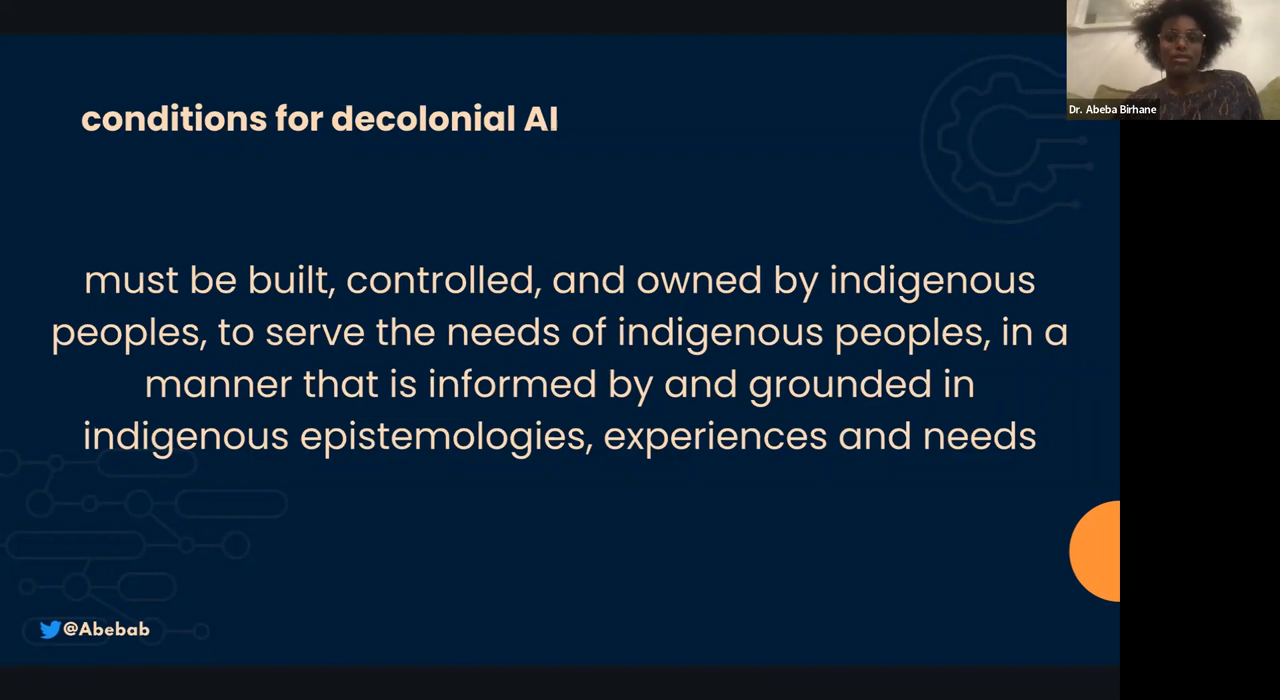 conditions for decolonial AI
Dr. Abeba Birhane
must be built, controlled, and owned by indigenous
peoples, to serve the needs of indigenous peoples, in a
manner that is informed by and grounded in
indigenous epistemologies, experiences and needs
@Abebab